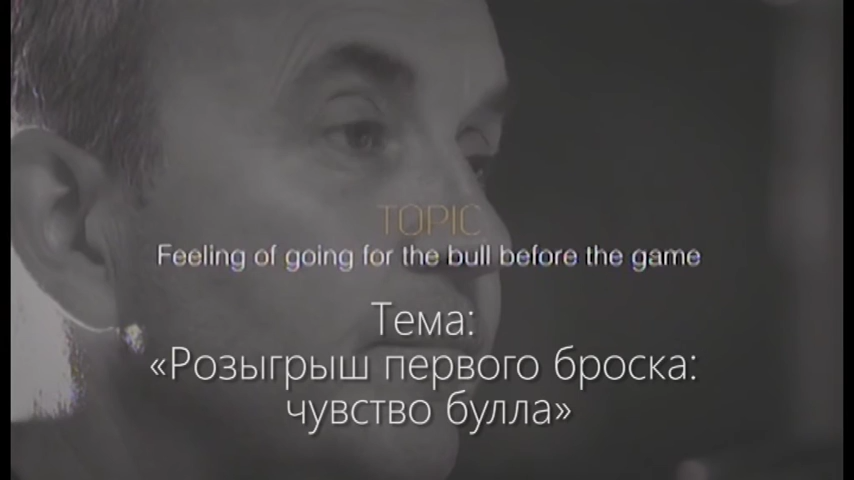 TOPIC
Feeling of going for the bull before the game
Тема:
«Розыгрыш первого броска:
чувство булла»